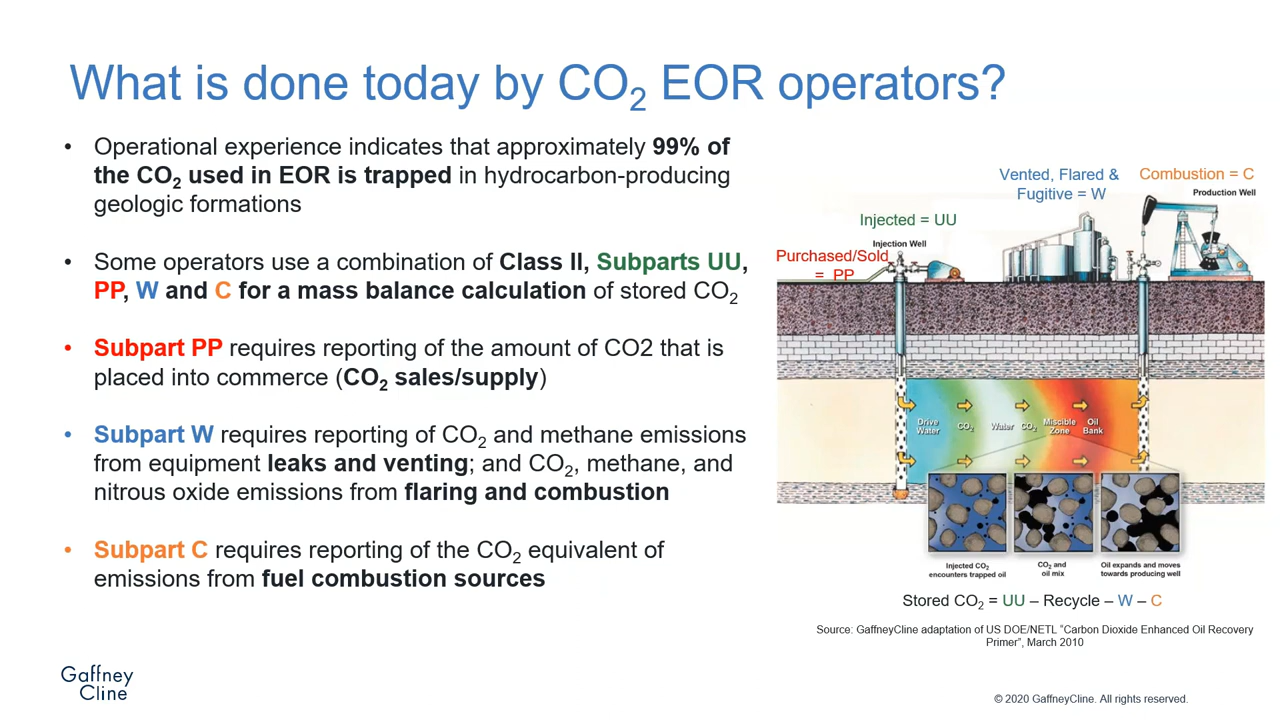 What is done today by CO₂ EOR operators?
• Operational experience indicates that approximately 99% of
the CO₂ used in EOR is trapped in hydrocarbon-producing
geologic formations
• Some operators use a combination of Class II, Subparts UU,
PP, W and C for a mass balance calculation of stored CO₂
• Subpart PP requires reporting of the amount of CO2 that is
placed into commerce (CO₂ sales/supply)
• Subpart W requires reporting of CO₂ and methane emissions
from equipment leaks and venting; and CO₂, methane, and
nitrous oxide emissions from flaring and combustion
• Subpart C requires reporting of the CO₂ equivalent of
emissions from fuel combustion sources
Vented, Flared &
Fugitive = W
Combustion = C
Production Well
Injected = UU
Injection Well
Purchased/Sold
= PP
Drive
Water
CO₂
Water
CO₂
Miscible
Zone
Oil
Bank
Injected CO₂
encounters trapped oil
CO₂ and
oil mix
Oil expands and moves
towards producing well
Stored CO₂ = UU – Recycle – W – C
Source: GaffneyCline adaptation of US DOE/NETL "Carbon Dioxide Enhanced Oil Recovery
Primer", March 2010
Gaffney
Cline
© 2020 GaffneyCline. All rights reserved.